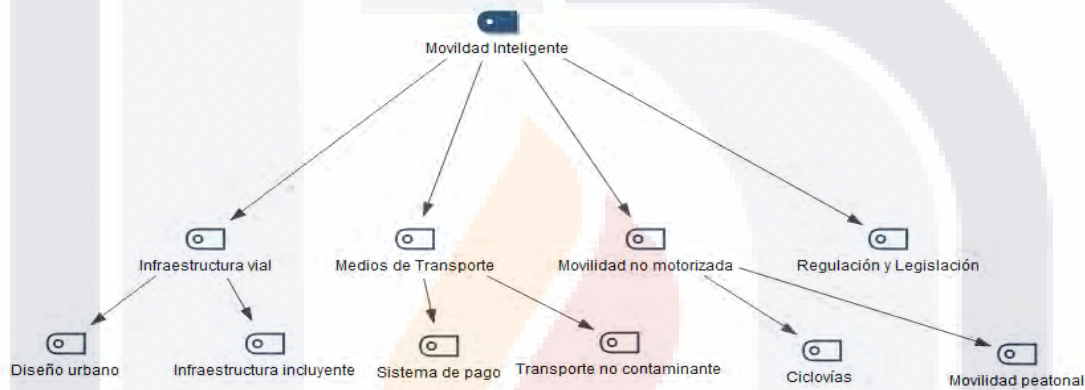 Movildad Inteligente
Infraestructura vial
Medios de Transporte
Movilidad no motorizada
Regulación y Legislación
Diseño urbano
Infraestructura incluyente
Sistema de pago
Transporte no contaminante
Ciclovías
Movilidad peatonal